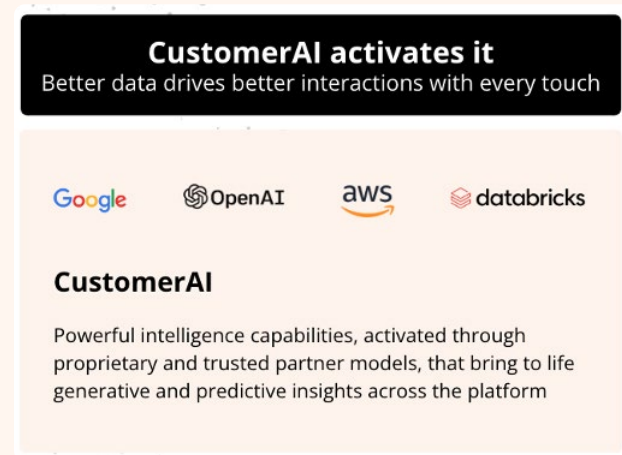 CustomerAI activates it
Better data drives better interactions with every touch
Google OpenAI aws databricks
CustomerAI
Powerful intelligence capabilities, activated through
proprietary and trusted partner models, that bring to life
generative and predictive insights across the platform